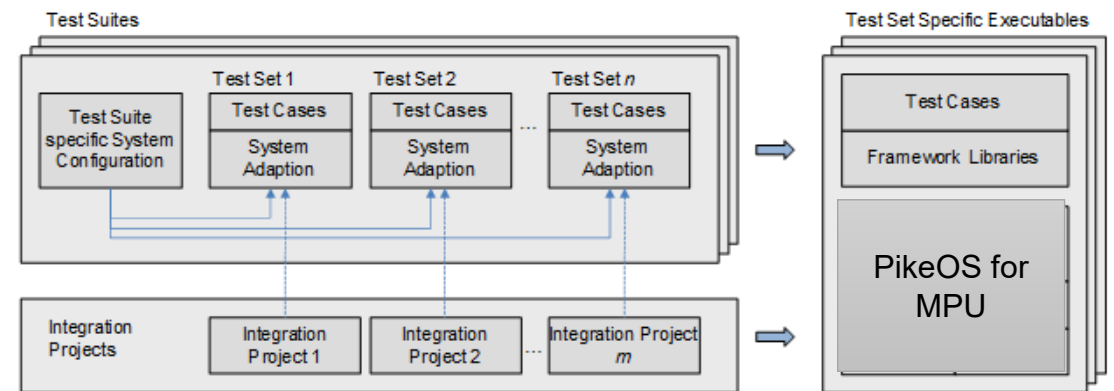 Test Suites
Test Set Specific Executables
Test Set 1
Test Set 2
Test Set n
Test Suite
specific System
Configuration
Test Cases
System
Adaption
Test Cases
System
Adaption
...
Test Cases
System
Adaption
Test Cases
Framework Libraries
PikeOS for
MPU
Integration
Projects
Integration
Project 1
Integration
Project 2
...
Integration Project
m